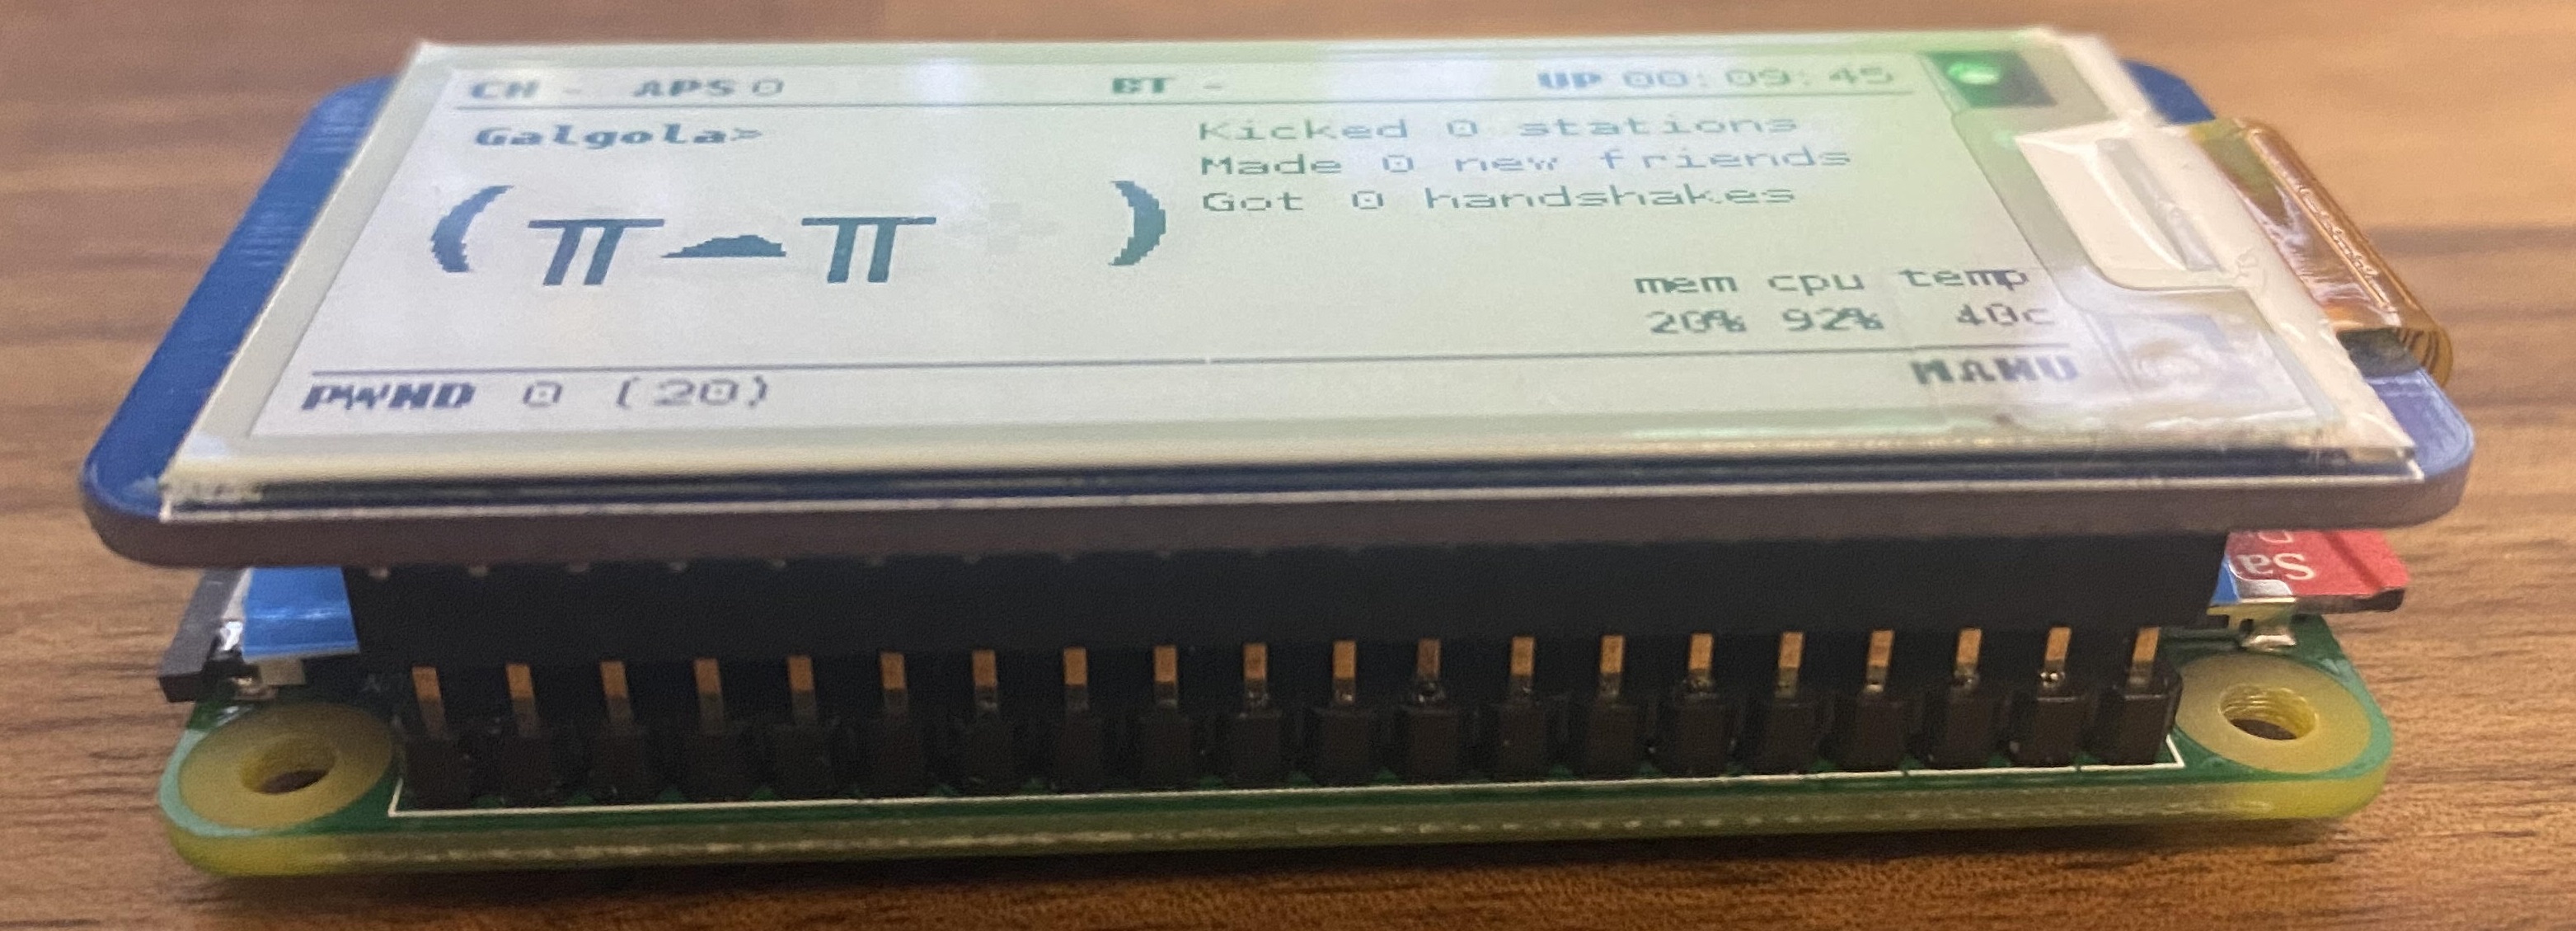 CH - APS 0 BT - UP 00:09:45
Galgola>
Kicked 0 stations
Made 0 new friends
Got 0 handshakes
(ㅠ☁ㅠ )
mem cpu temp
20% 92% 40c
PWND 0 (20) MANU
Sa